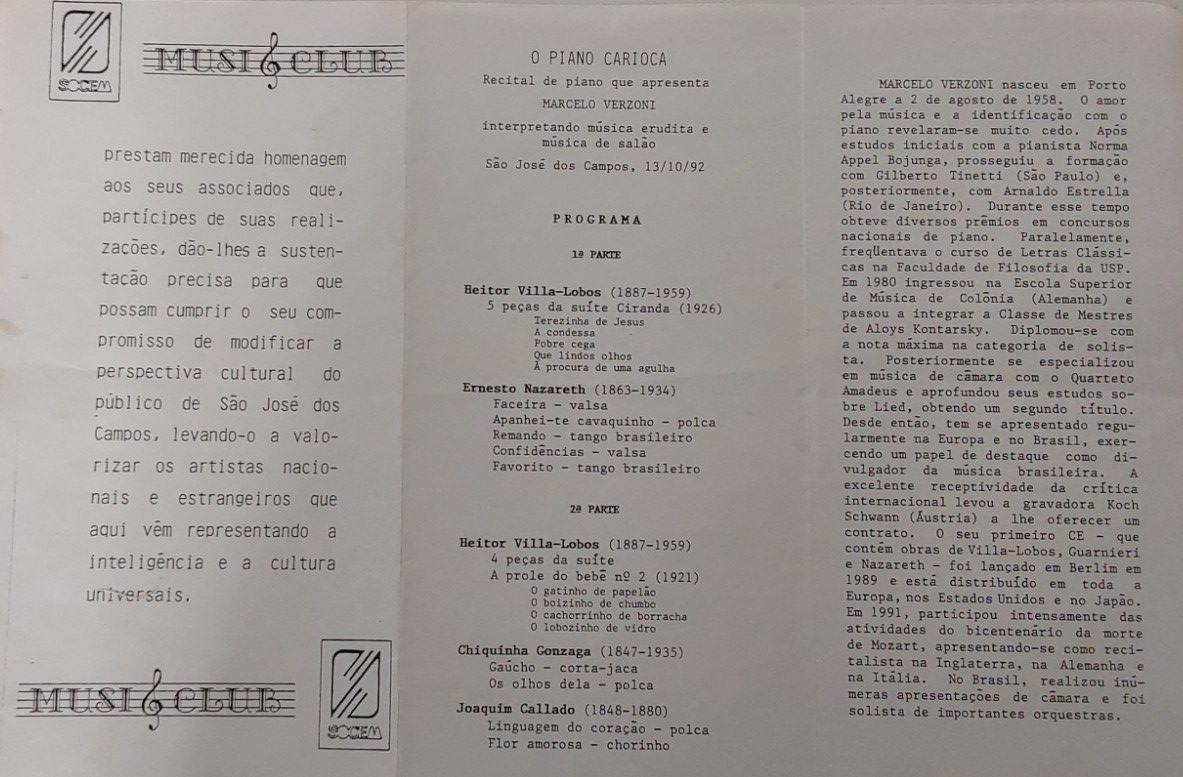 SOCEM
MUSI CLUB
prestam merecida homenagem
aos seus associados que,
partícipes de suas reali-
zações, dão-lhes a susten-
tação precisa para que
possam cumprir o seu com-
promisso de modificar a
perspectiva cultural do
público de São José dos
Campos, levando-o a valo-
rizar os artistas nacio-
nais e estrangeiros que
aqui vêm representando a
inteligência e a cultura
universais.
MUSI CLUB
SOCEM
O PIANO CARIOCA
Recital de piano que apresenta
MARCELO VERZONI
interpretando música erudita e
música de salão
São José dos Campos, 13/10/92
PROGRAMA
1ª PARTE
Heitor Villa-Lobos (1887-1959)
5 peças da suíte Ciranda (1926)
Terezinha de Jesus
A condessa
Pobre cega
Que lindos olhos
À procura de uma agulha
Ernesto Nazareth (1863-1934)
Faceira - valsa
Apanhei-te cavaquinho - polca
Remando - tango brasileiro
Confidências - valsa
Favorito - tango brasileiro
2ª PARTE
Heitor Villa-Lobos (1887-1959)
4 peças da suíte
A prole do bebê nº 2 (1921)
O gatinho de papelão
O boizinho de chumbo
O cachorrinho de borracha
O lobozinho de vidro
Chiquinha Gonzaga (1847-1935)
Gaúcho - corta-jaca
Os olhos dela - polca
Joaquim Callado (1848-1880)
Linguagem do coração - polca
Flor amorosa - chorinho
MARCELO VERZONI nasceu em Porto
Alegre a 2 de agosto de 1958. O amor
pela música e a identificação com o
piano revelaram-se muito cedo. Após
estudos iniciais com a pianista Norma
Appel Bojunga, prosseguiu a formação
com Gilberto Tinetti (São Paulo) e,
posteriormente, com Arnaldo Estrella
(Rio de Janeiro). Durante esse tempo
obteve diversos prêmios em concursos
nacionais de piano. Paralelamente,
freqüentava o curso de Letras Clássi-
cas na Faculdade de Filosofia da USP.
Em 1980 ingressou na Escola Superior
de Música de Colônia (Alemanha) e
passou a integrar a Classe de Mestres
de Aloys Kontarsky. Diplomou-se com
a nota máxima na categoria de solis-
ta. Posteriormente se especializou
em música de câmara com o Quarteto
Amadeus e aprofundou seus estudos so-
bre Lied, obtendo um segundo título.
Desde então, tem se apresentado regu-
larmente na Europa e no Brasil, exer-
cendo um papel de destaque como di-
vulgador da música brasileira. A
excelente receptividade da crítica
internacional levou a gravadora Koch
Schwann (Áustria) a lhe oferecer um
contrato. O seu primeiro CE - que
contém obras de Villa-Lobos, Guarnieri
e Nazareth - foi lançado em Berlim em
1989 e está distribuído em toda a
Europa, nos Estados Unidos e no Japão.
Em 1991, participou intensamente das
atividades do bicentenário da morte
de Mozart, apresentando-se como reci-
talista na Inglaterra, na Alemanha e
na Itália. No Brasil, realizou inú-
meras apresentações de câmara e foi
solista de importantes orquestras.